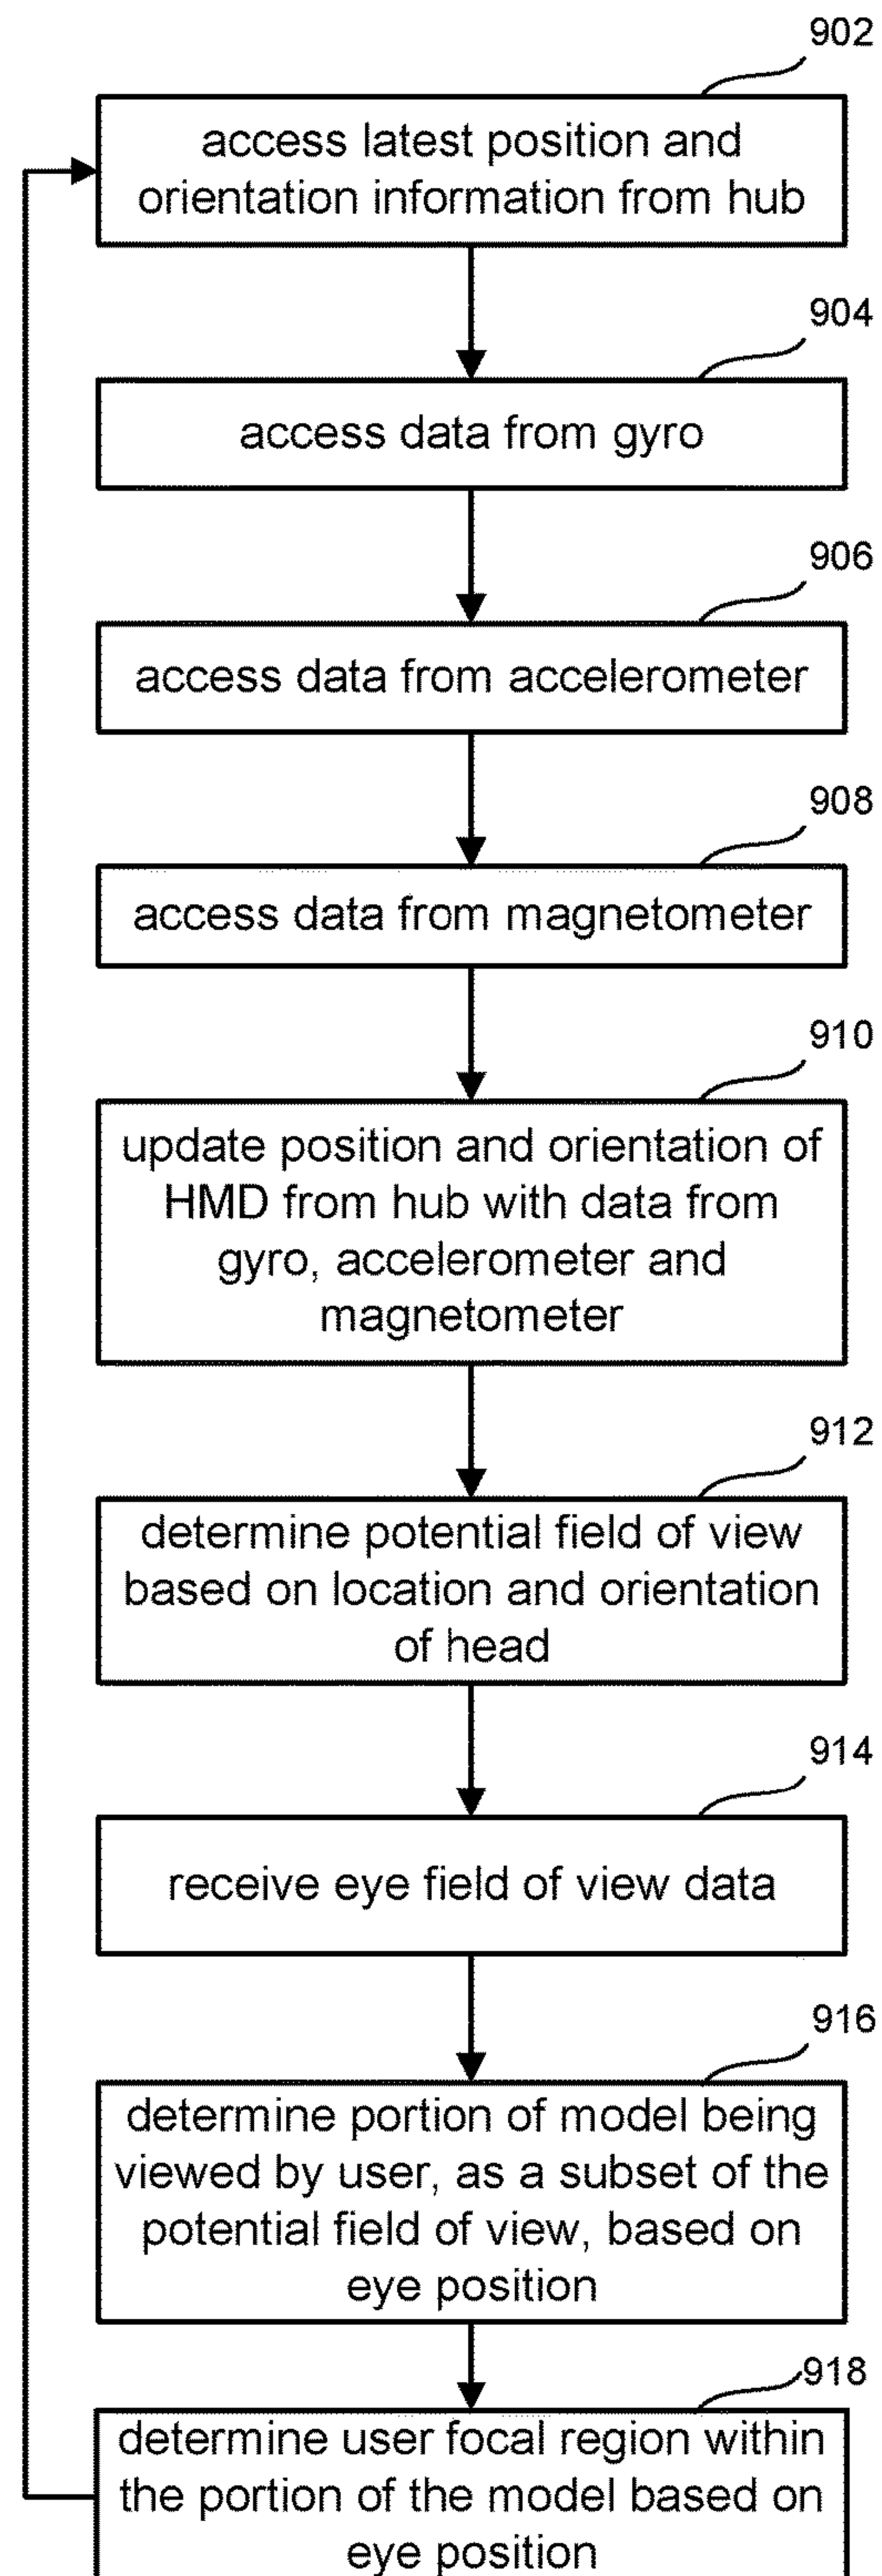 902
access latest position and
orientation information from hub
904
access data from gyro
906
access data from accelerometer
908
access data from magnetometer
910
update position and orientation of
HMD from hub with data from
gyro, accelerometer and
magnetometer
912
determine potential field of view
based on location and orientation
of head
914
receive eye field of view data
916
determine portion of model being
viewed by user, as a subset of the
potential field of view, based on
eye position
918
determine user focal region within
the portion of the model based on
eye position